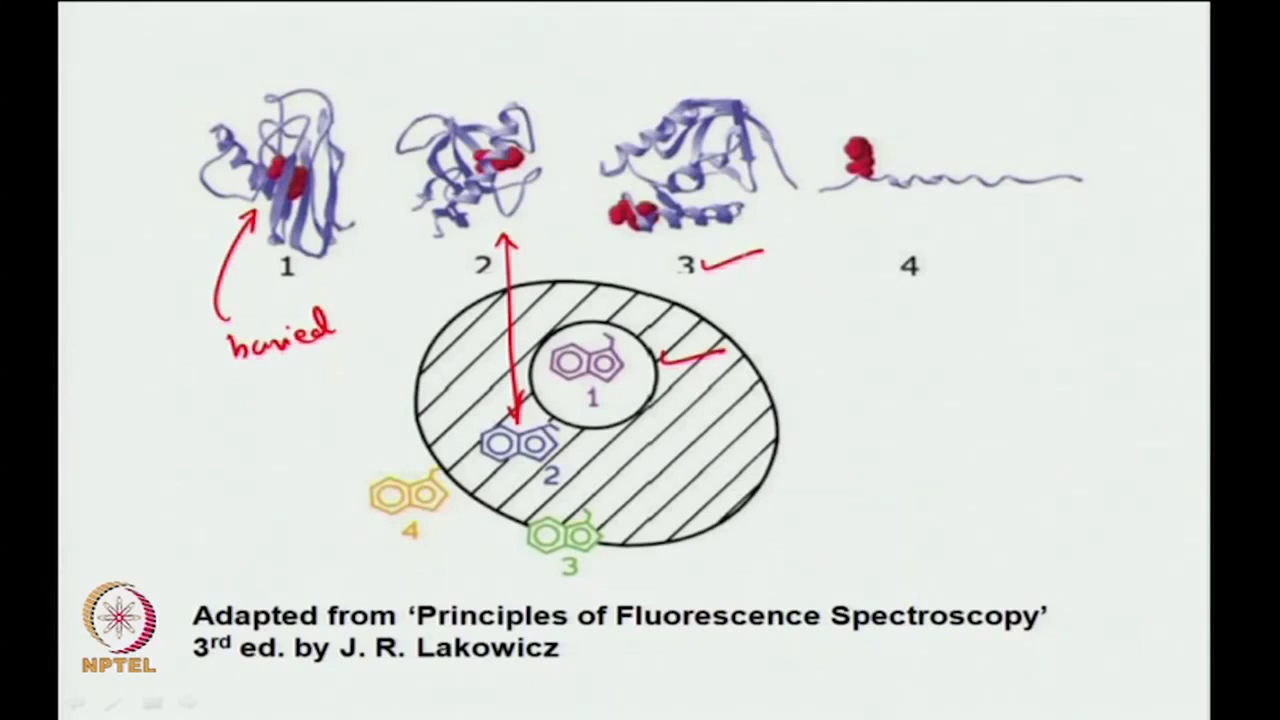 1
2
3
4
buried
1
2
4
3
Adapted from ‘Principles of Fluorescence Spectroscopy’
3rd ed. by J. R. Lakowicz
NPTEL